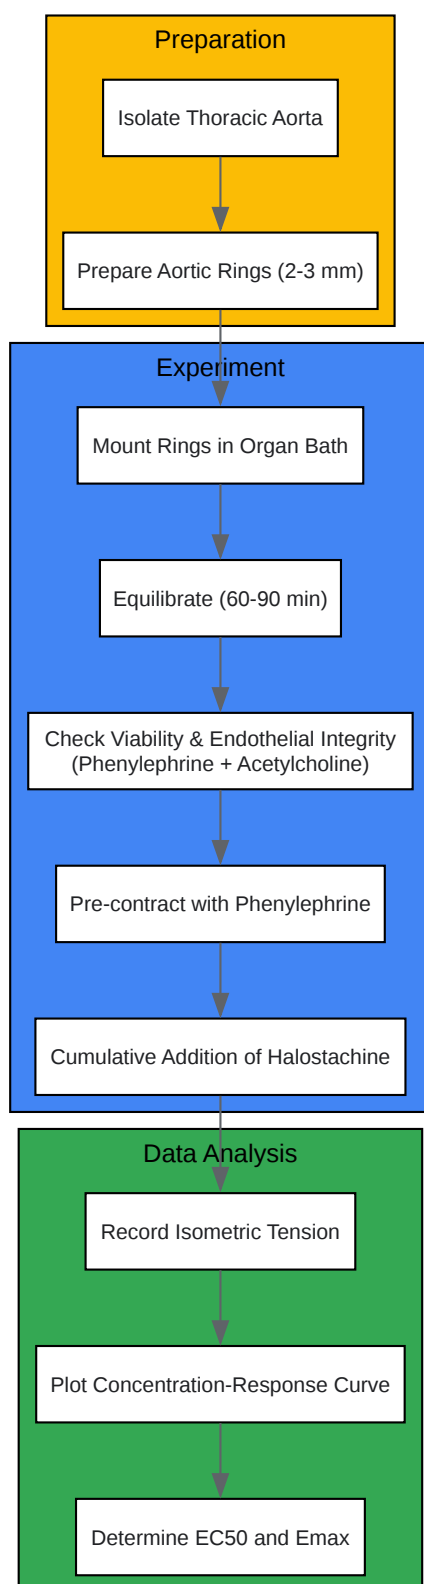 Preparation
Isolate Thoracic Aorta
Prepare Aortic Rings (2-3 mm)
Experiment
Mount Rings in Organ Bath
Equilibrate (60-90 min)
Check Viability & Endothelial Integrity
(Phenylephrine + Acetylcholine)
Pre-contract with Phenylephrine
Cumulative Addition of Halostachine
Data Analysis
Record Isometric Tension
Plot Concentration-Response Curve
Determine EC50 and Emax